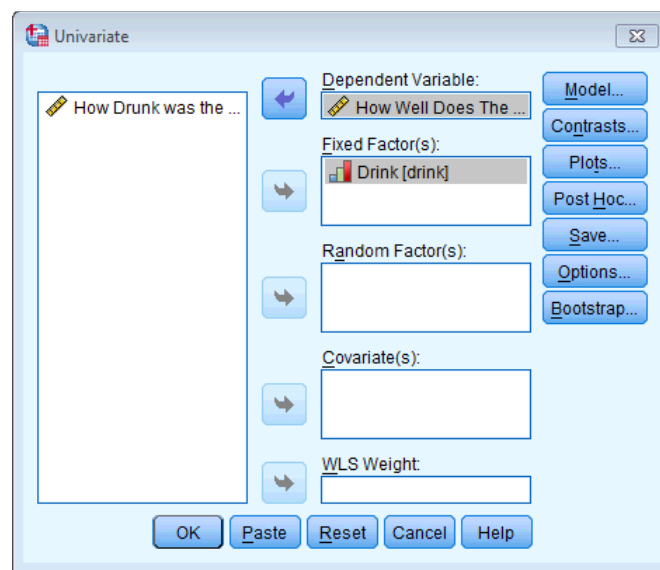 Univariate
How Drunk was the ...
Dependent Variable:
How Well Does The ...
Fixed Factor(s):
Drink [drink]
Random Factor(s):
Covariate(s):
WLS Weight:
Model...
Contrasts...
Plots...
Post Hoc...
Save...
Options...
Bootstrap...
OK
Paste
Reset
Cancel
Help